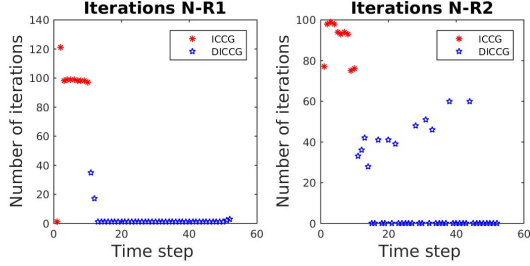 Iterations N-R1
Number of iterations
140
120
100
80
60
40
20
0
0 20 40 60
Time step
ICCG
DICCG
Iterations N-R2
Number of iterations
100
80
60
40
20
0
0 20 40 60
Time step
ICCG
DICCG